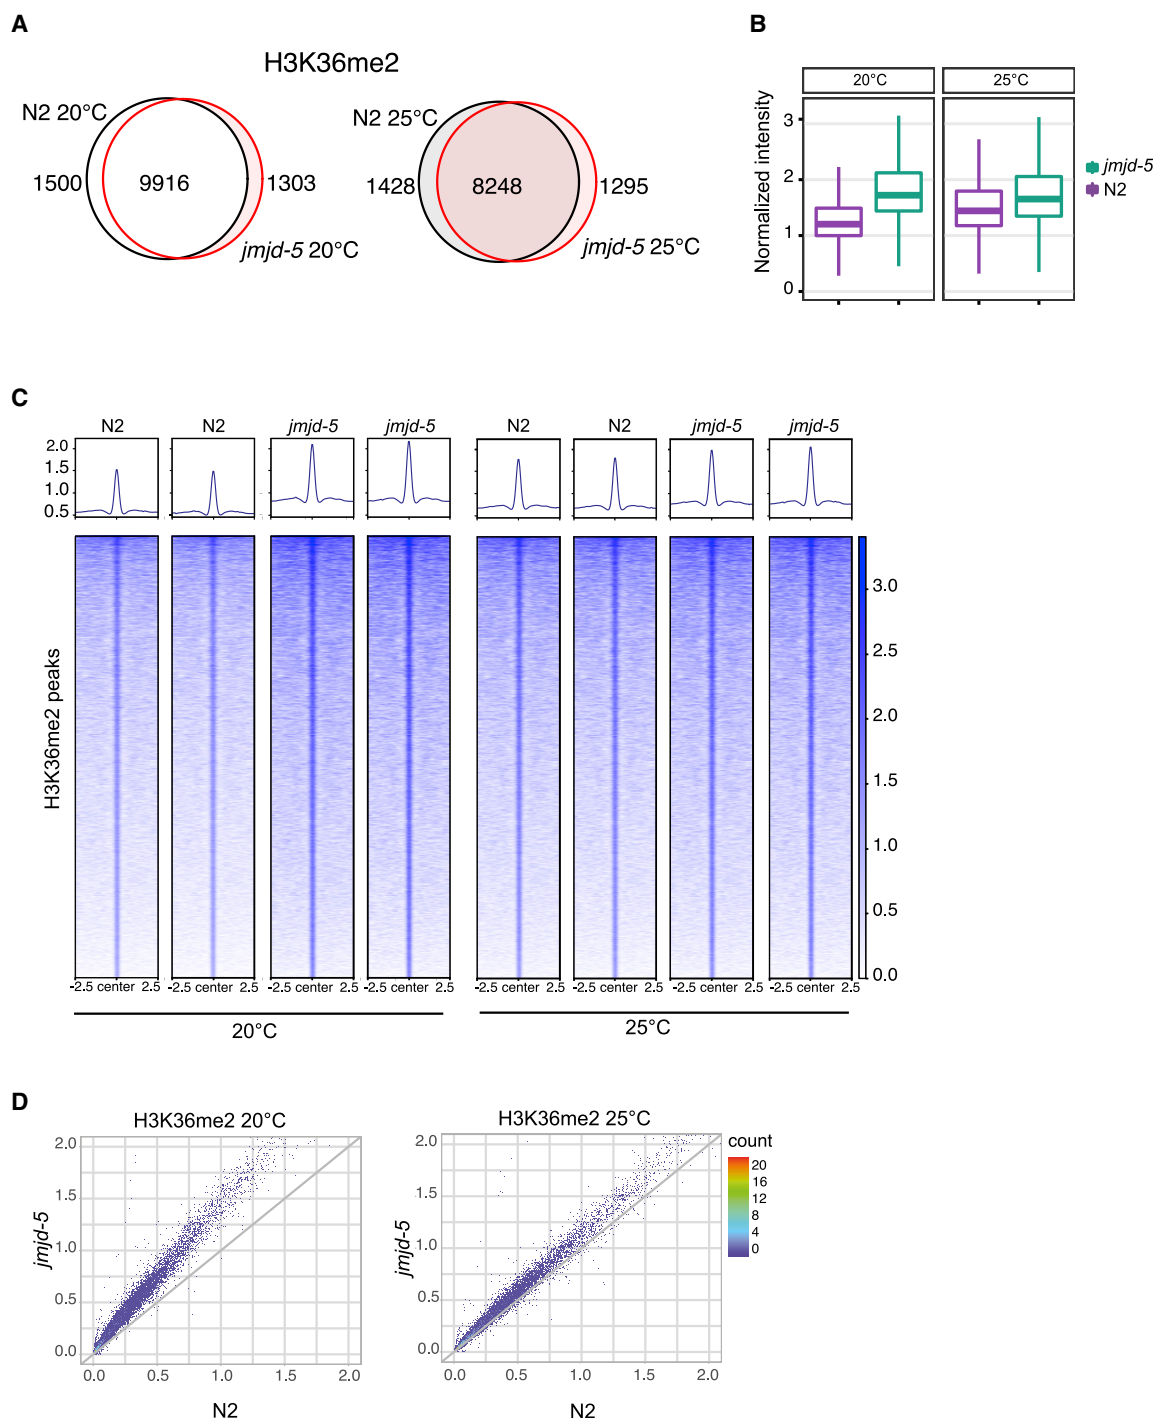 A
H3K36me2
N2 20°C
1500
9916
1303
jmjd-5 20°C
N2 25°C
1428
8248
1295
jmjd-5 25°C
B
20°C
25°C
Normalized intensity
3
2
1
0
jmjd-5
N2
C
N2
N2
jmjd-5
jmjd-5
N2
N2
jmjd-5
jmjd-5
2.0
1.5
1.0
0.5
H3K36me2 peaks
3.0
2.5
2.0
1.5
1.0
0.5
0.0
-2.5 center 2.5
-2.5 center 2.5
-2.5 center 2.5
-2.5 center 2.5
-2.5 center 2.5
-2.5 center 2.5
-2.5 center 2.5
-2.5 center 2.5
20°C
25°C
D
H3K36me2 20°C
jmjd-5
2.0
1.5
1.0
0.5
0.0
0.0 0.5 1.0 1.5 2.0
N2
H3K36me2 25°C
jmjd-5
2.0
1.5
1.0
0.5
0.0
0.0 0.5 1.0 1.5 2.0
N2
count
20
16
12
8
4
0